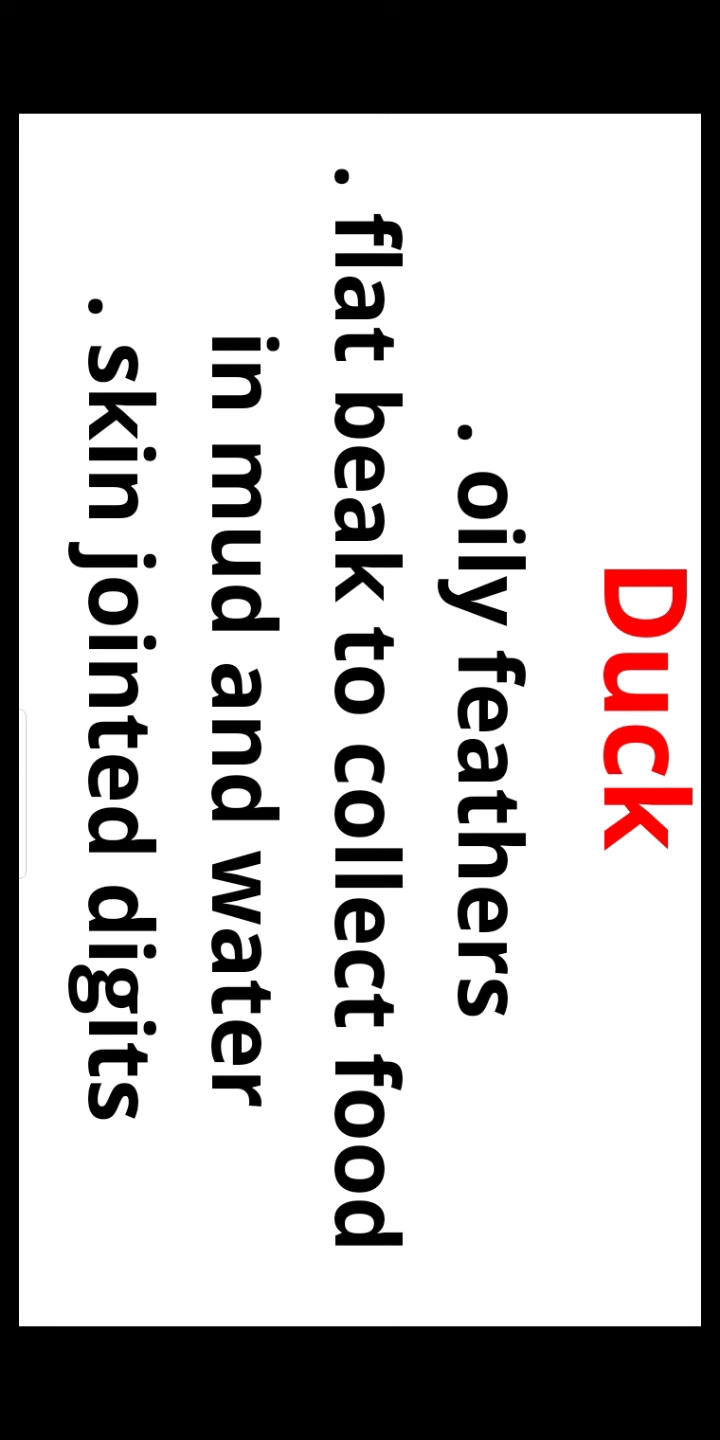 Duck
. oily feathers
. flat beak to collect food
in mud and water
. skin jointed digits